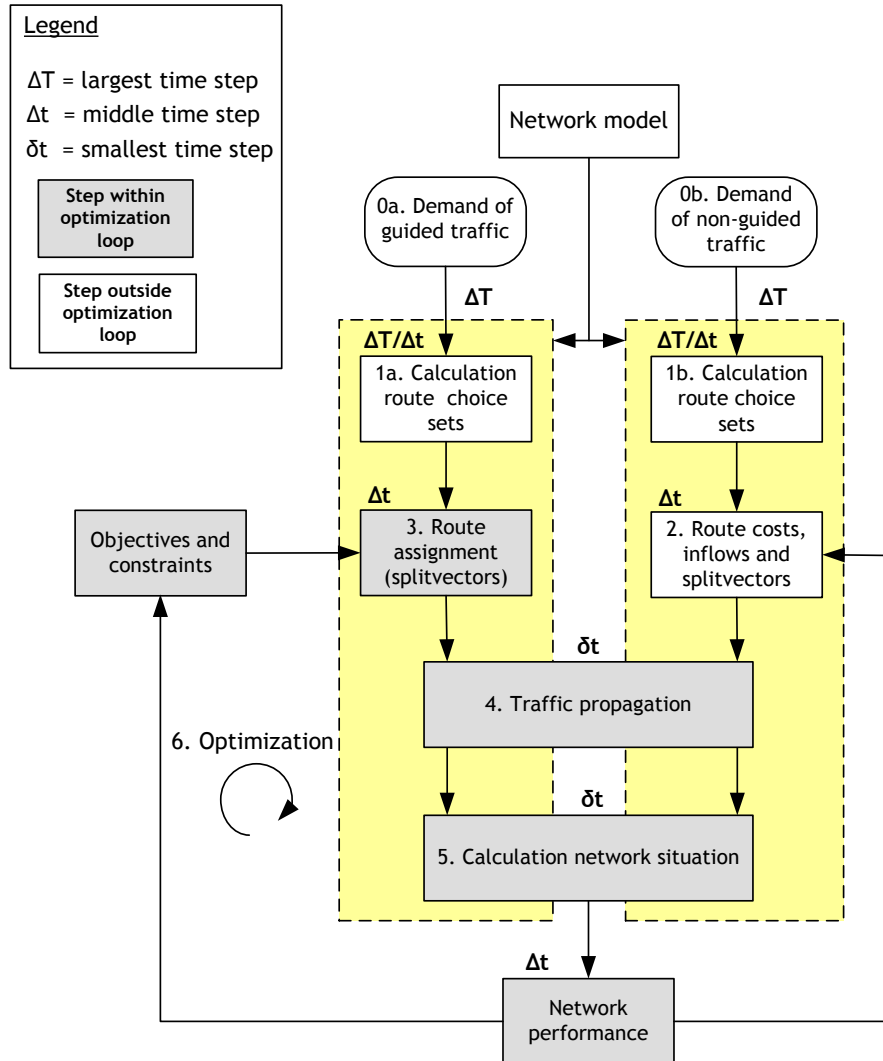 Legend
ΔT = largest time step
Δt = middle time step
δt = smallest time step
Step within
optimization
loop
Step outside
optimization
loop
Network model
0a. Demand of
guided traffic
0b. Demand
of non-guided
traffic
ΔT
ΔT
ΔT/Δt
ΔT/Δt
1a. Calculation
route choice
sets
1b. Calculation
route choice
sets
Δt
Δt
Objectives and
constraints
3. Route
assignment
(splitvectors)
2. Route costs,
inflows and
splitvectors
δt
4. Traffic propagation
6. Optimization
δt
5. Calculation network situation
Δt
Network
performance